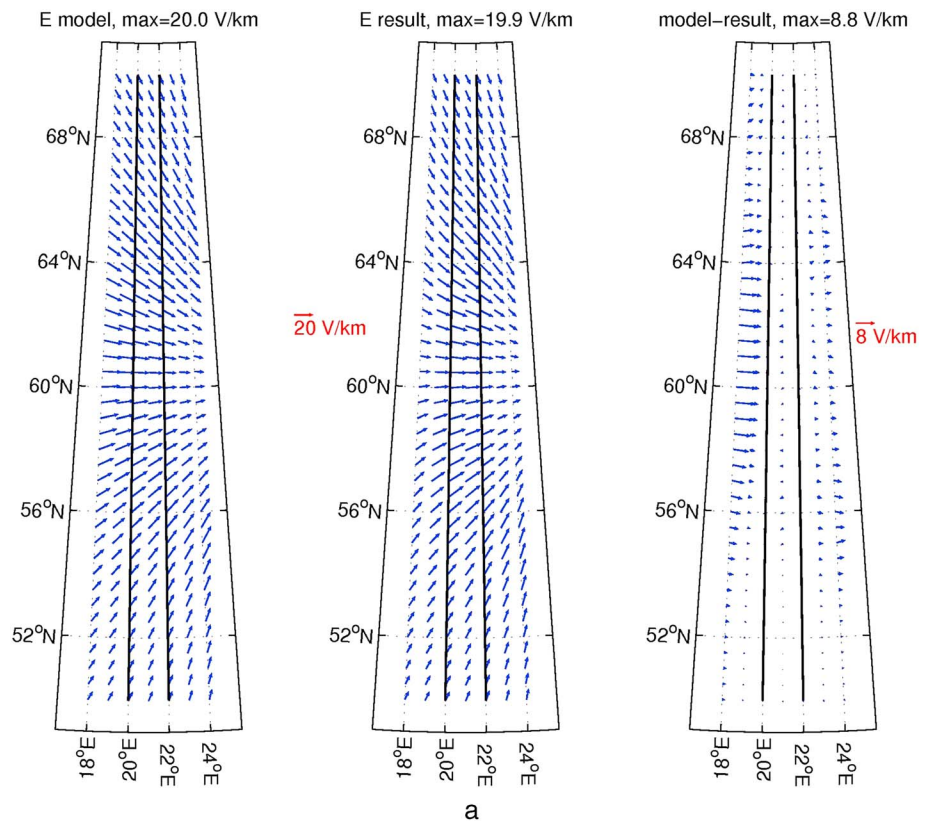 E model, max=20.0 V/km
E result, max=19.9 V/km
model−result, max=8.8 V/km
68°N
64°N
60°N
56°N
52°N
18°E
20°E
22°E
24°E
68°N
64°N
60°N
56°N
52°N
18°E
20°E
22°E
24°E
20 V/km
68°N
64°N
60°N
56°N
52°N
18°E
20°E
22°E
24°E
8 V/km
a